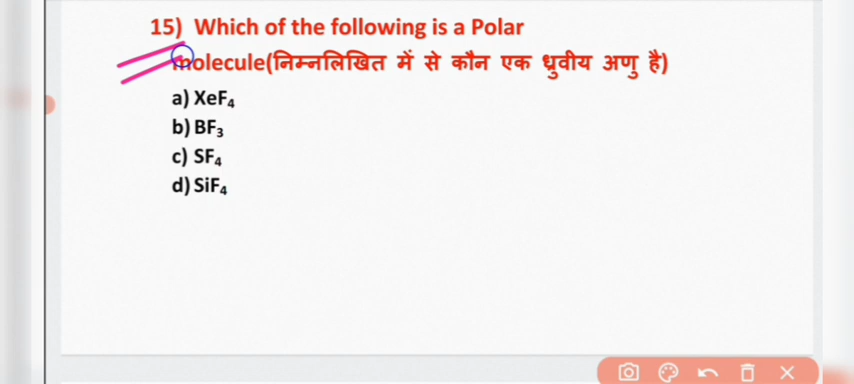 15) Which of the following is a Polar
molecule(निम्नलिखित में से कौन एक ध्रुवीय अणु है)
a) XeF₄
b) BF₃
c) SF₄
d) SiF₄